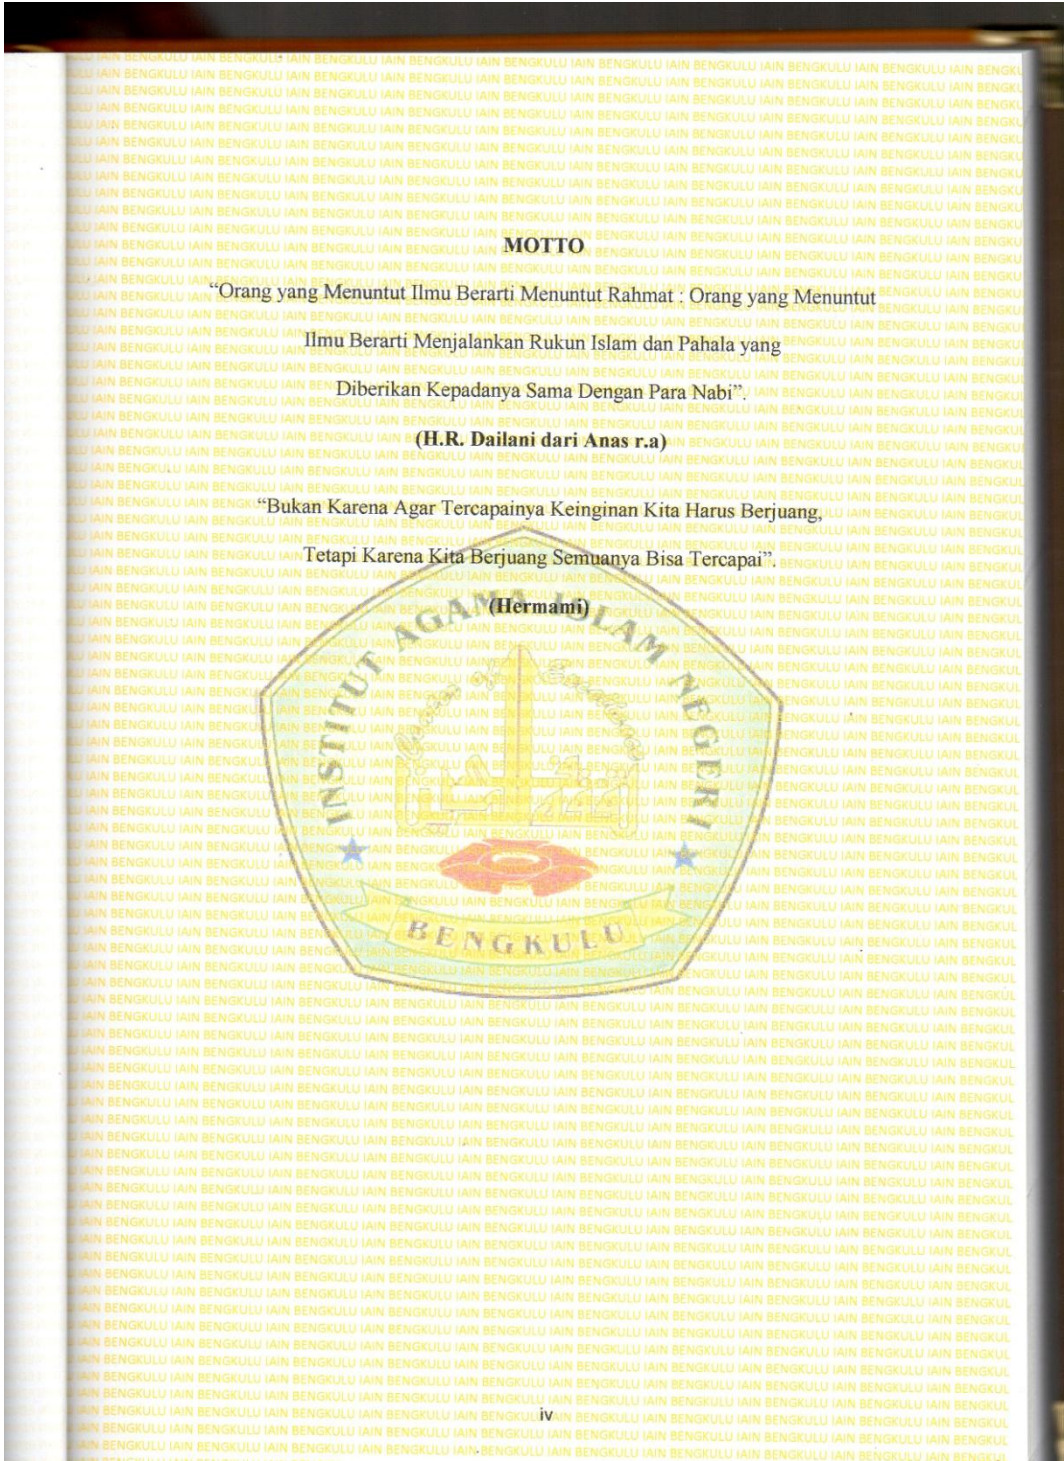 MOTTO
“Orang yang Menuntut Ilmu Berarti Menuntut Rahmat : Orang yang Menuntut
Ilmu Berarti Menjalankan Rukun Islam dan Pahala yang
Diberikan Kepadanya Sama Dengan Para Nabi”.
(H.R. Dailani dari Anas r.a)
“Bukan Karena Agar Tercapainya Keinginan Kita Harus Berjuang,
Tetapi Karena Kita Berjuang Semuanya Bisa Tercapai”.
(Hermami)
INSTITUT AGAMA ISLAM NEGERI
BENGKULU
iv